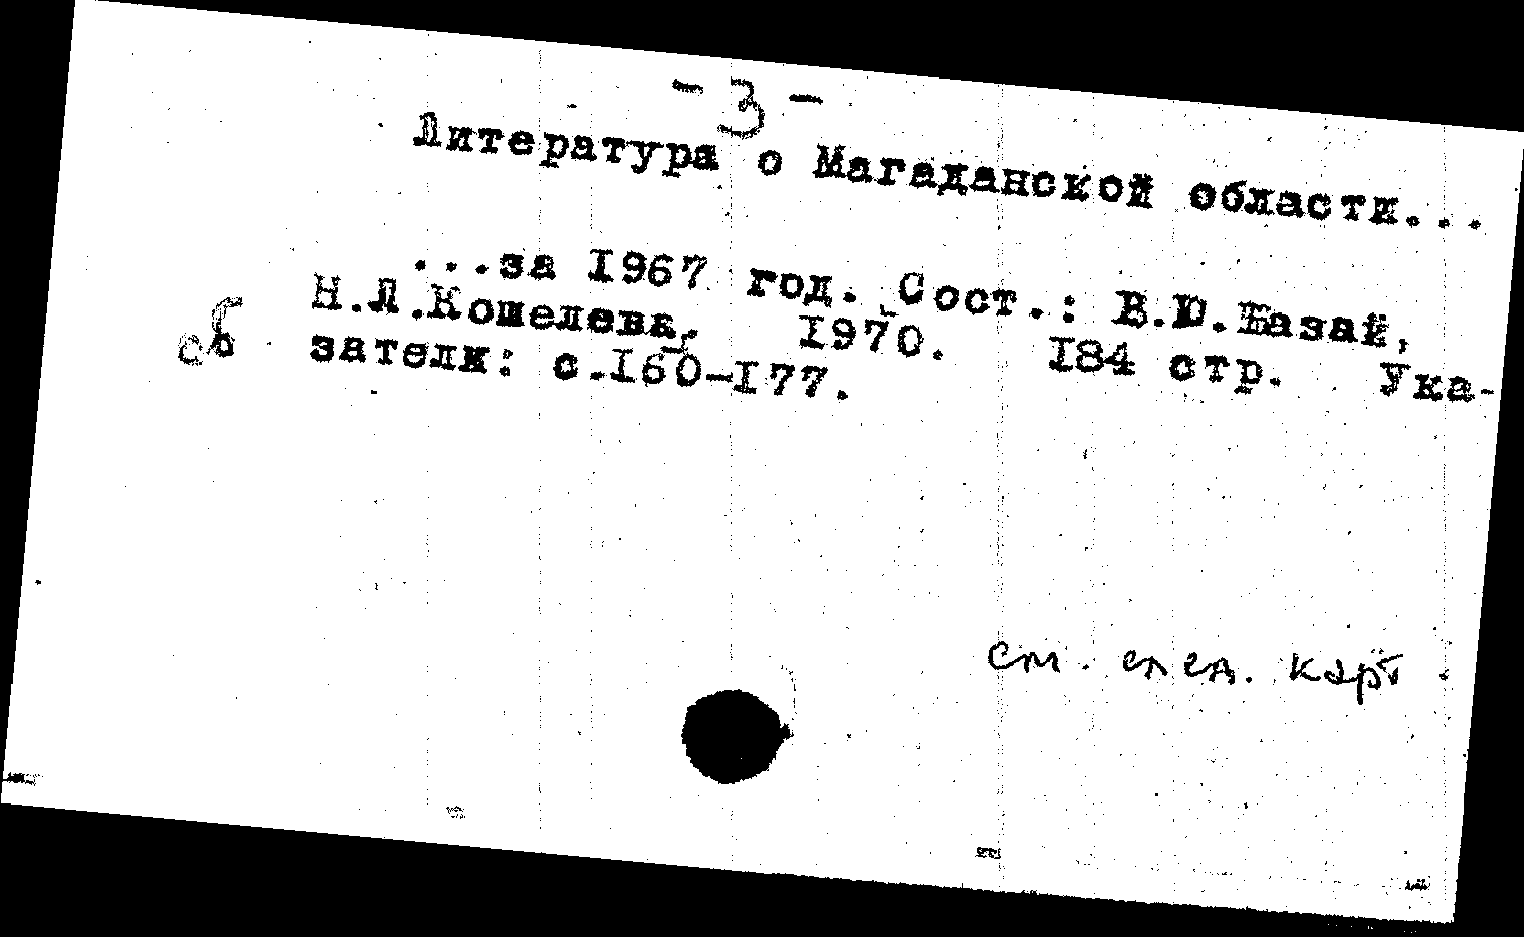 - 3 -
Литература о Магаданской области...
...за 1967 год. Сост.: В.Ю.
Н.Л.Кошелева. 1970. 184 стр. Ука-
затели: с.160-177.
сб
см. след. карт.